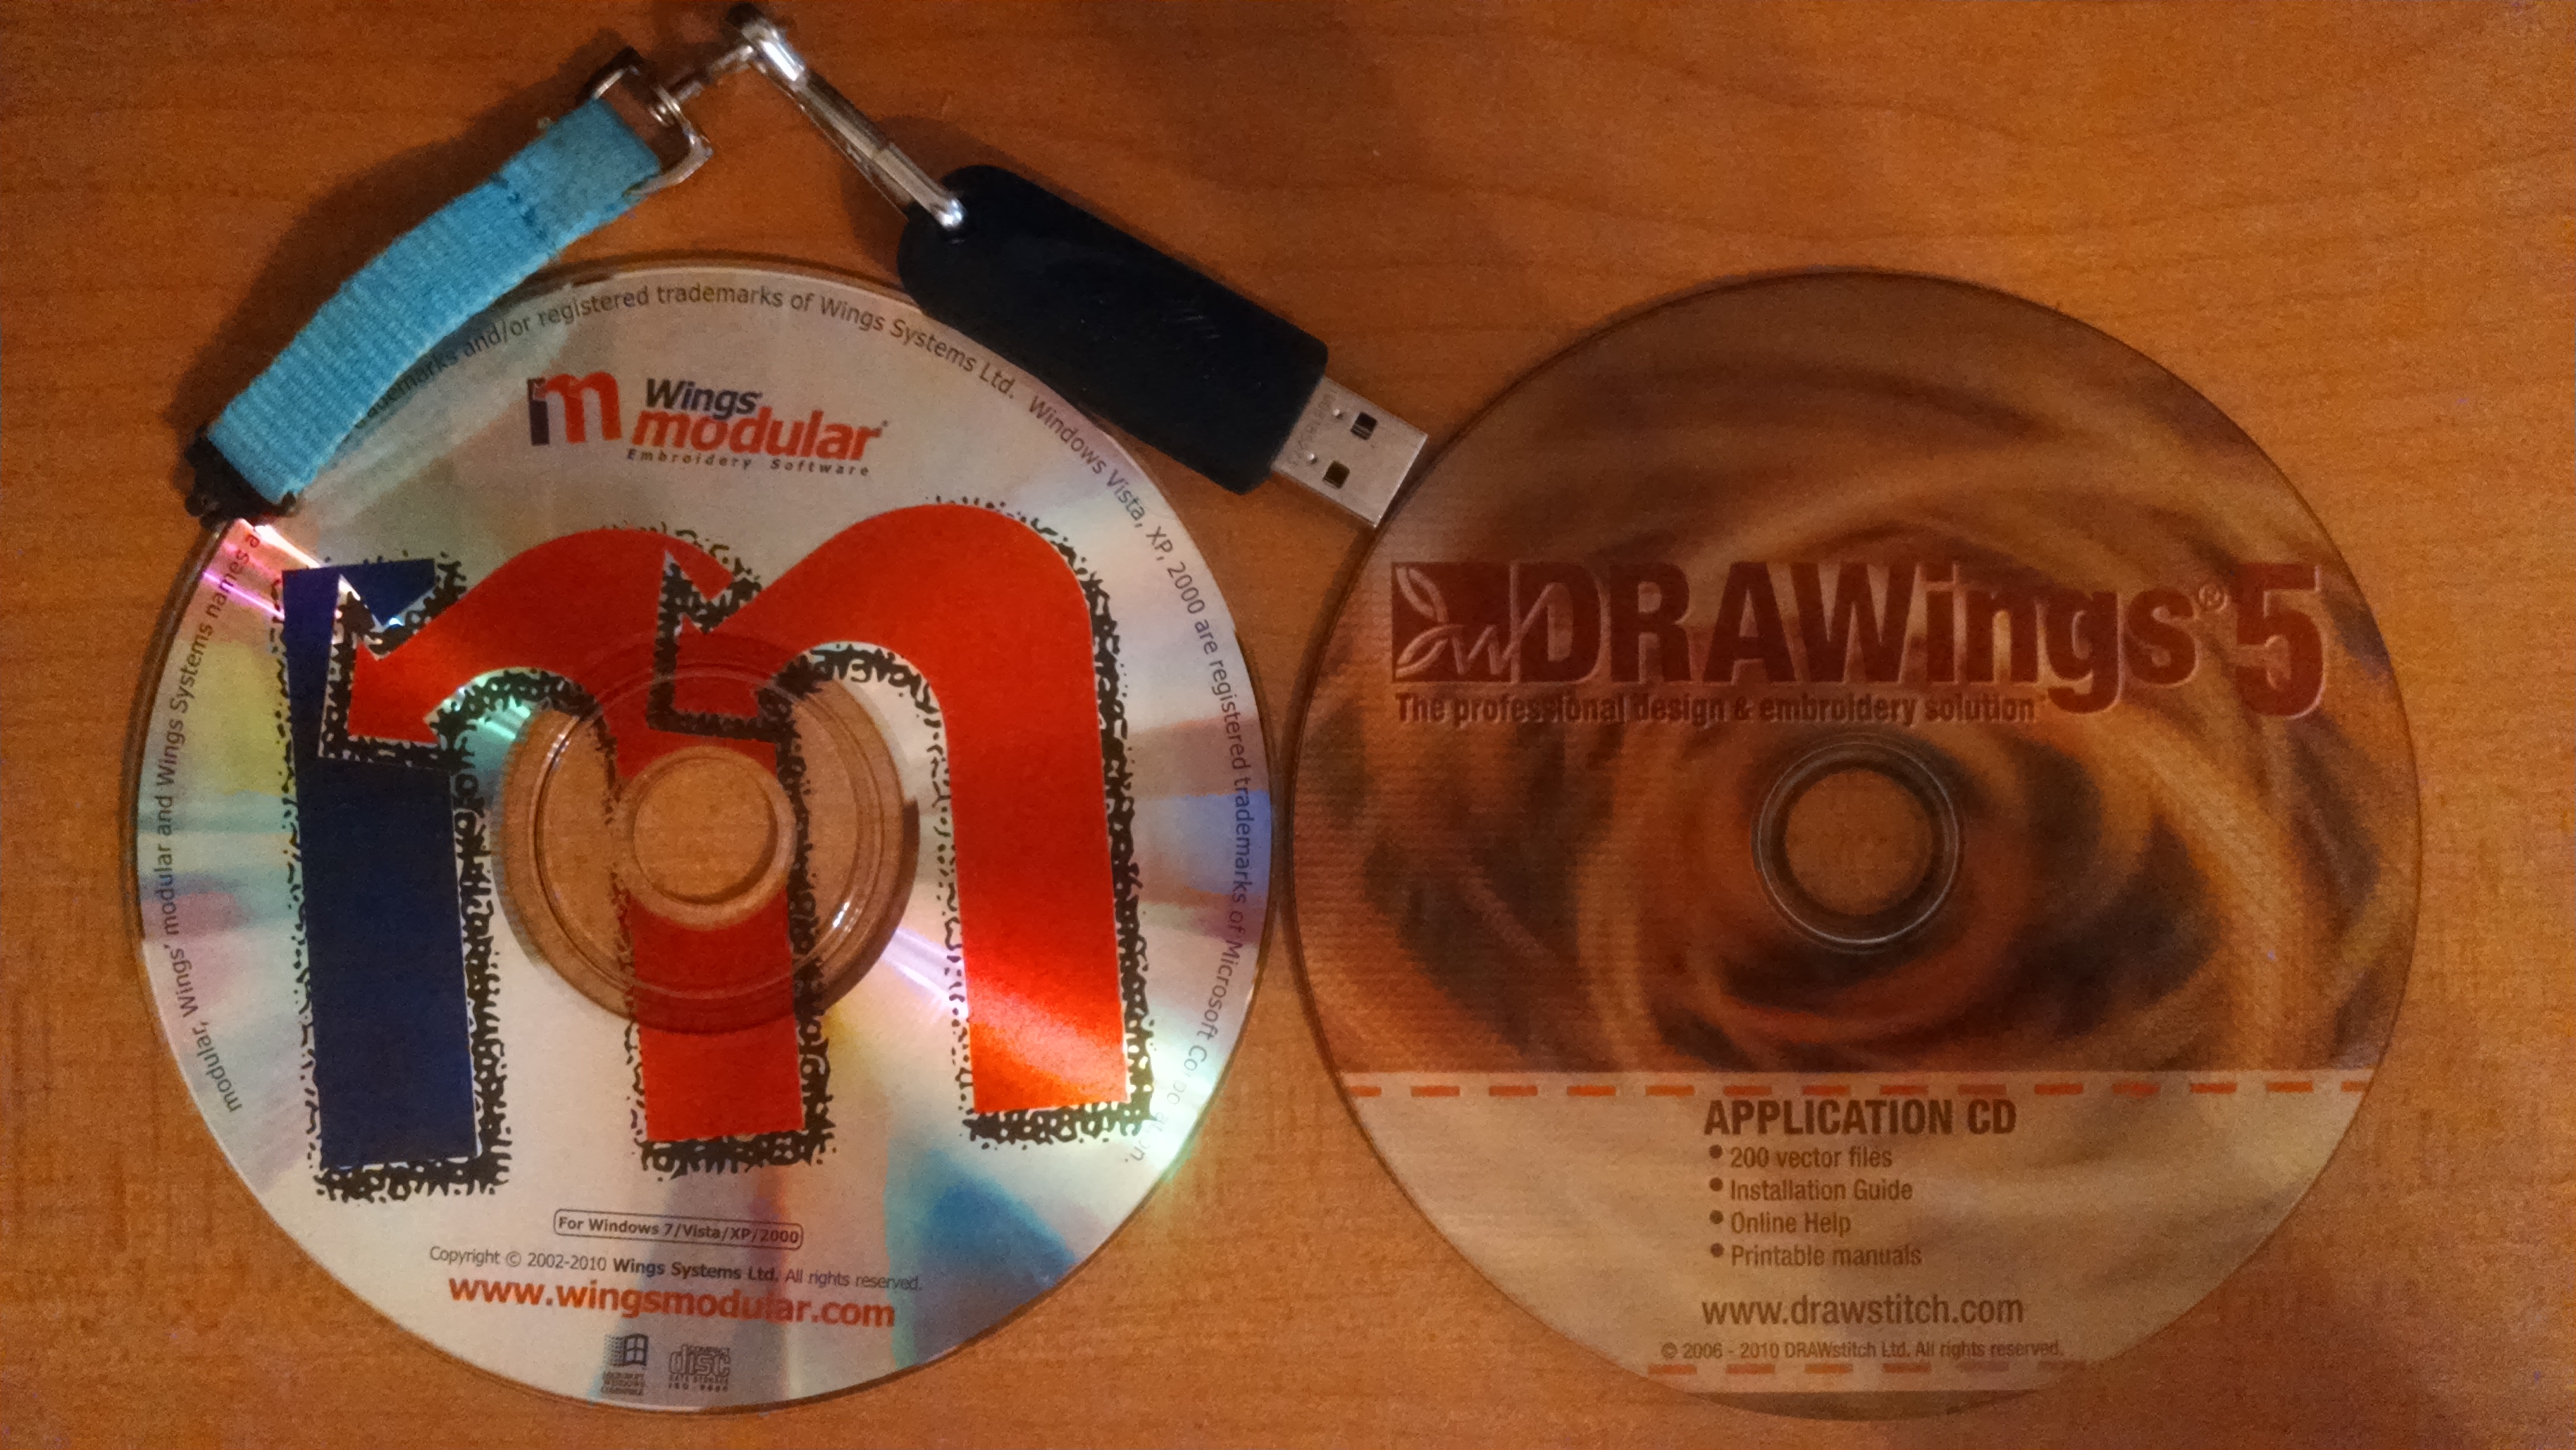 Wings®
modular®
Embroidery Software
modular, Wings' modular and Wings Systems names a
ademarks and/or registered trademarks of Wings Systems Ltd. Windows Vista, XP, 2000 are registered trademarks of Microsoft
For Windows 7/Vista/XP/2000
Copyright © 2002-2010 Wings Systems Ltd. All rights reserved.
www.wingsmodular.com
COMPACT
disc
DRAWings® 5
The professional design & embroidery solution
APPLICATION CD
• 200 vector files
• Installation Guide
• Online Help
• Printable manuals
www.drawstitch.com
© 2006 - 2010 DRAWstitch Ltd. All rights reserved.